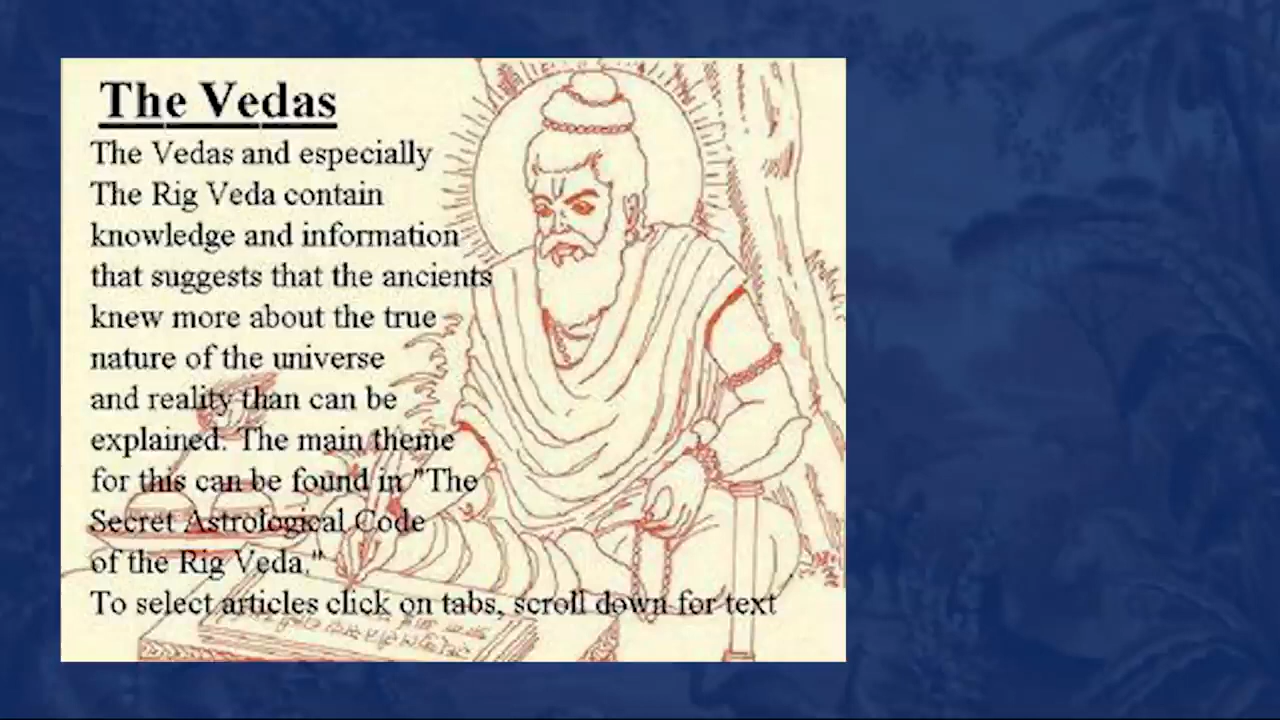 The Vedas
The Vedas and especially
The Rig Veda contain
knowledge and information
that suggests that the ancients
knew more about the true
nature of the universe
and reality than can be
explained. The main theme
for this can be found in "The
Secret Astrological Code
of the Rig Veda."
To select articles click on tabs, scroll down for text